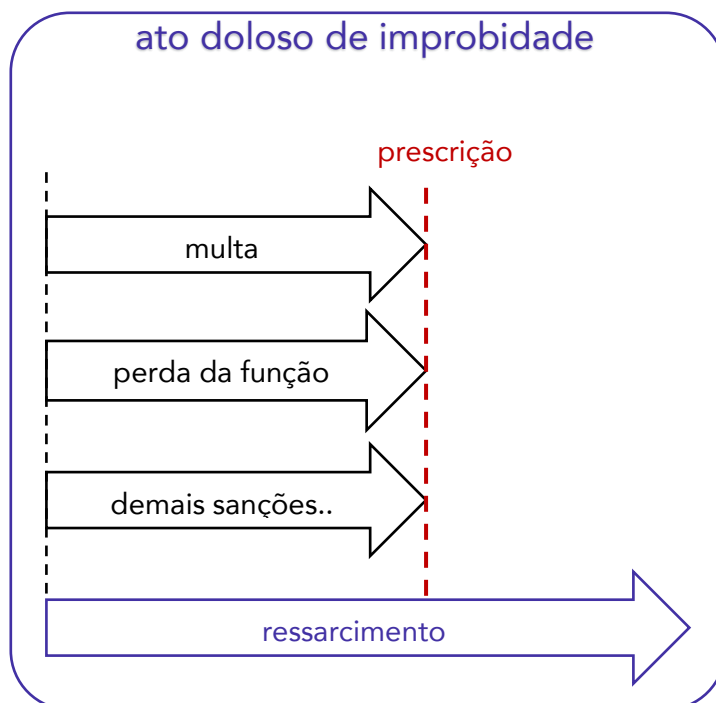 ato doloso de improbidade
prescrição
multa
perda da função
demais sanções..
ressarcimento